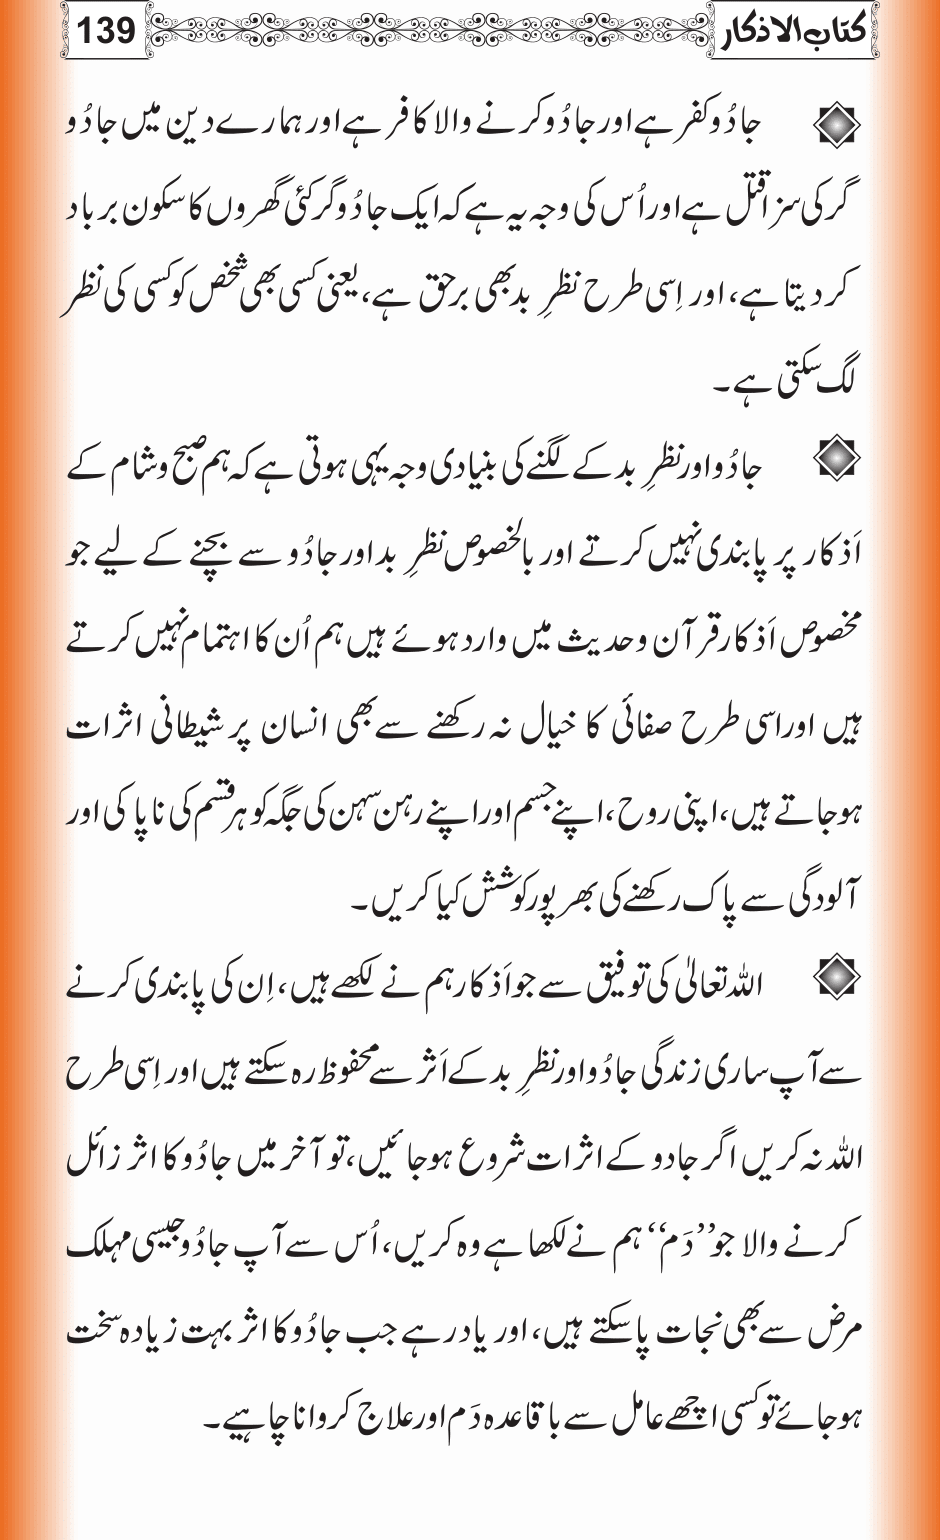 كتاب الاذكار 139
جادُو کفر ہے اور جادُو کرنے والا کافر ہے اور ہمارے دین میں جادُو
گر کی سزا قتل ہے اور اُس کی وجہ یہ ہے کہ ایک جادُوگر کئی گھروں کا سکون برباد
کر دیتا ہے، اور اِسی طرح نظرِ بد بھی برحق ہے، یعنی کسی بھی شخص کو کسی کی نظر
لگ سکتی ہے۔
جادُو اور نظرِ بد کے لگنے کی بنیادی وجہ یہی ہوتی ہے کہ ہم صبح و شام کے
اَذکار پر پابندی نہیں کرتے اور بالخصوص نظرِ بد اور جادُو سے بچنے کے لیے جو
مخصوص اَذکار قرآن وحدیث میں وارد ہوئے ہیں ہم اُن کا اہتمام نہیں کرتے
ہیں اور اسی طرح صفائی کا خیال نہ رکھنے سے بھی انسان پر شیطانی اثرات
ہوجاتے ہیں، اپنی روح، اپنے جسم اور اپنے رہن سہن کی جگہ کو ہر قسم کی ناپاکی اور
آلودگی سے پاک رکھنے کی بھرپور کوشش کیا کریں۔
اللہ تعالیٰ کی توفیق سے جو اَذکار ہم نے لکھے ہیں، اِن کی پابندی کرنے
سے آپ ساری زندگی جادُو اور نظرِ بد کے اَثر سے محفوظ رہ سکتے ہیں اور اِسی طرح
اللہ نہ کریں اگر جادو کے اثرات شروع ہوجائیں، تو آخر میں جادُو کا اثر زائل
کرنے والا جو ’’دَم‘‘ ہم نے لکھا ہے وہ کریں، اُس سے آپ جادُو جیسی مہلک
مرض سے بھی نجات پاسکتے ہیں، اور یاد رہے جب جادُو کا اثر بہت زیادہ سخت
ہوجائے تو کسی اچھے عامل سے باقاعدہ دَم اور علاج کروانا چاہیے۔